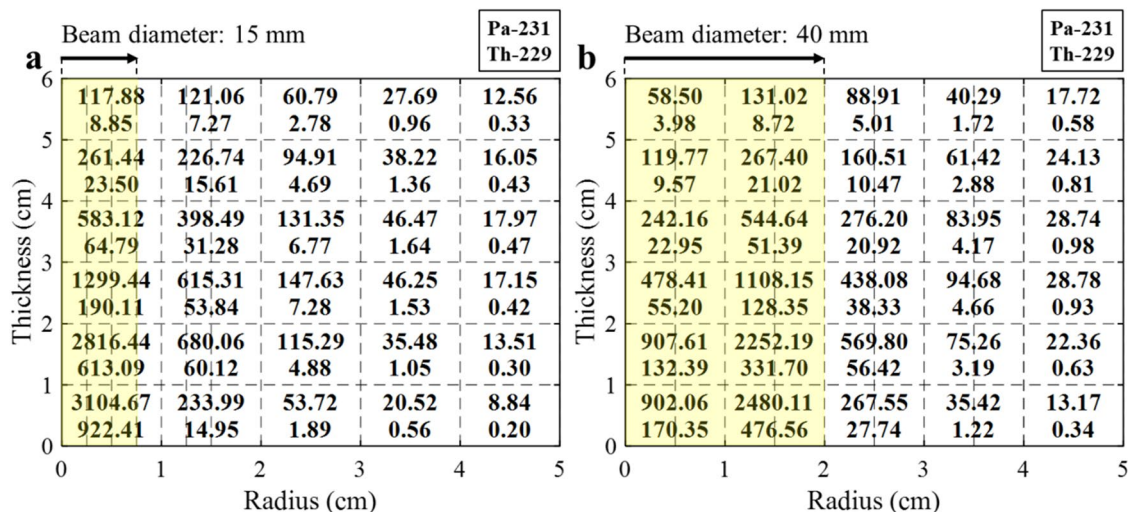 a
Beam diameter: 15 mm
Pa-231
Th-229
Thickness (cm)
6
117.88 121.06 60.79 27.69 12.56
8.85 7.27 2.78 0.96 0.33
5
261.44 226.74 94.91 38.22 16.05
23.50 15.61 4.69 1.36 0.43
4
583.12 398.49 131.35 46.47 17.97
64.79 31.28 6.77 1.64 0.47
3
1299.44 615.31 147.63 46.25 17.15
190.11 53.84 7.28 1.53 0.42
2
2816.44 680.06 115.29 35.48 13.51
613.09 60.12 4.88 1.05 0.30
1
3104.67 233.99 53.72 20.52 8.84
922.41 14.95 1.89 0.56 0.20
0
0 1 2 3 4 5
Radius (cm)
b
Beam diameter: 40 mm
Pa-231
Th-229
Thickness (cm)
6
58.50 131.02 88.91 40.29 17.72
3.98 8.72 5.01 1.72 0.58
5
119.77 267.40 160.51 61.42 24.13
9.57 21.02 10.47 2.88 0.81
4
242.16 544.64 276.20 83.95 28.74
22.95 51.39 20.92 4.17 0.98
3
478.41 1108.15 438.08 94.68 28.78
55.20 128.35 38.33 4.66 0.93
2
907.61 2252.19 569.80 75.26 22.36
132.39 331.70 56.42 3.19 0.63
1
902.06 2480.11 267.55 35.42 13.17
170.35 476.56 27.74 1.22 0.34
0
0 1 2 3 4 5
Radius (cm)